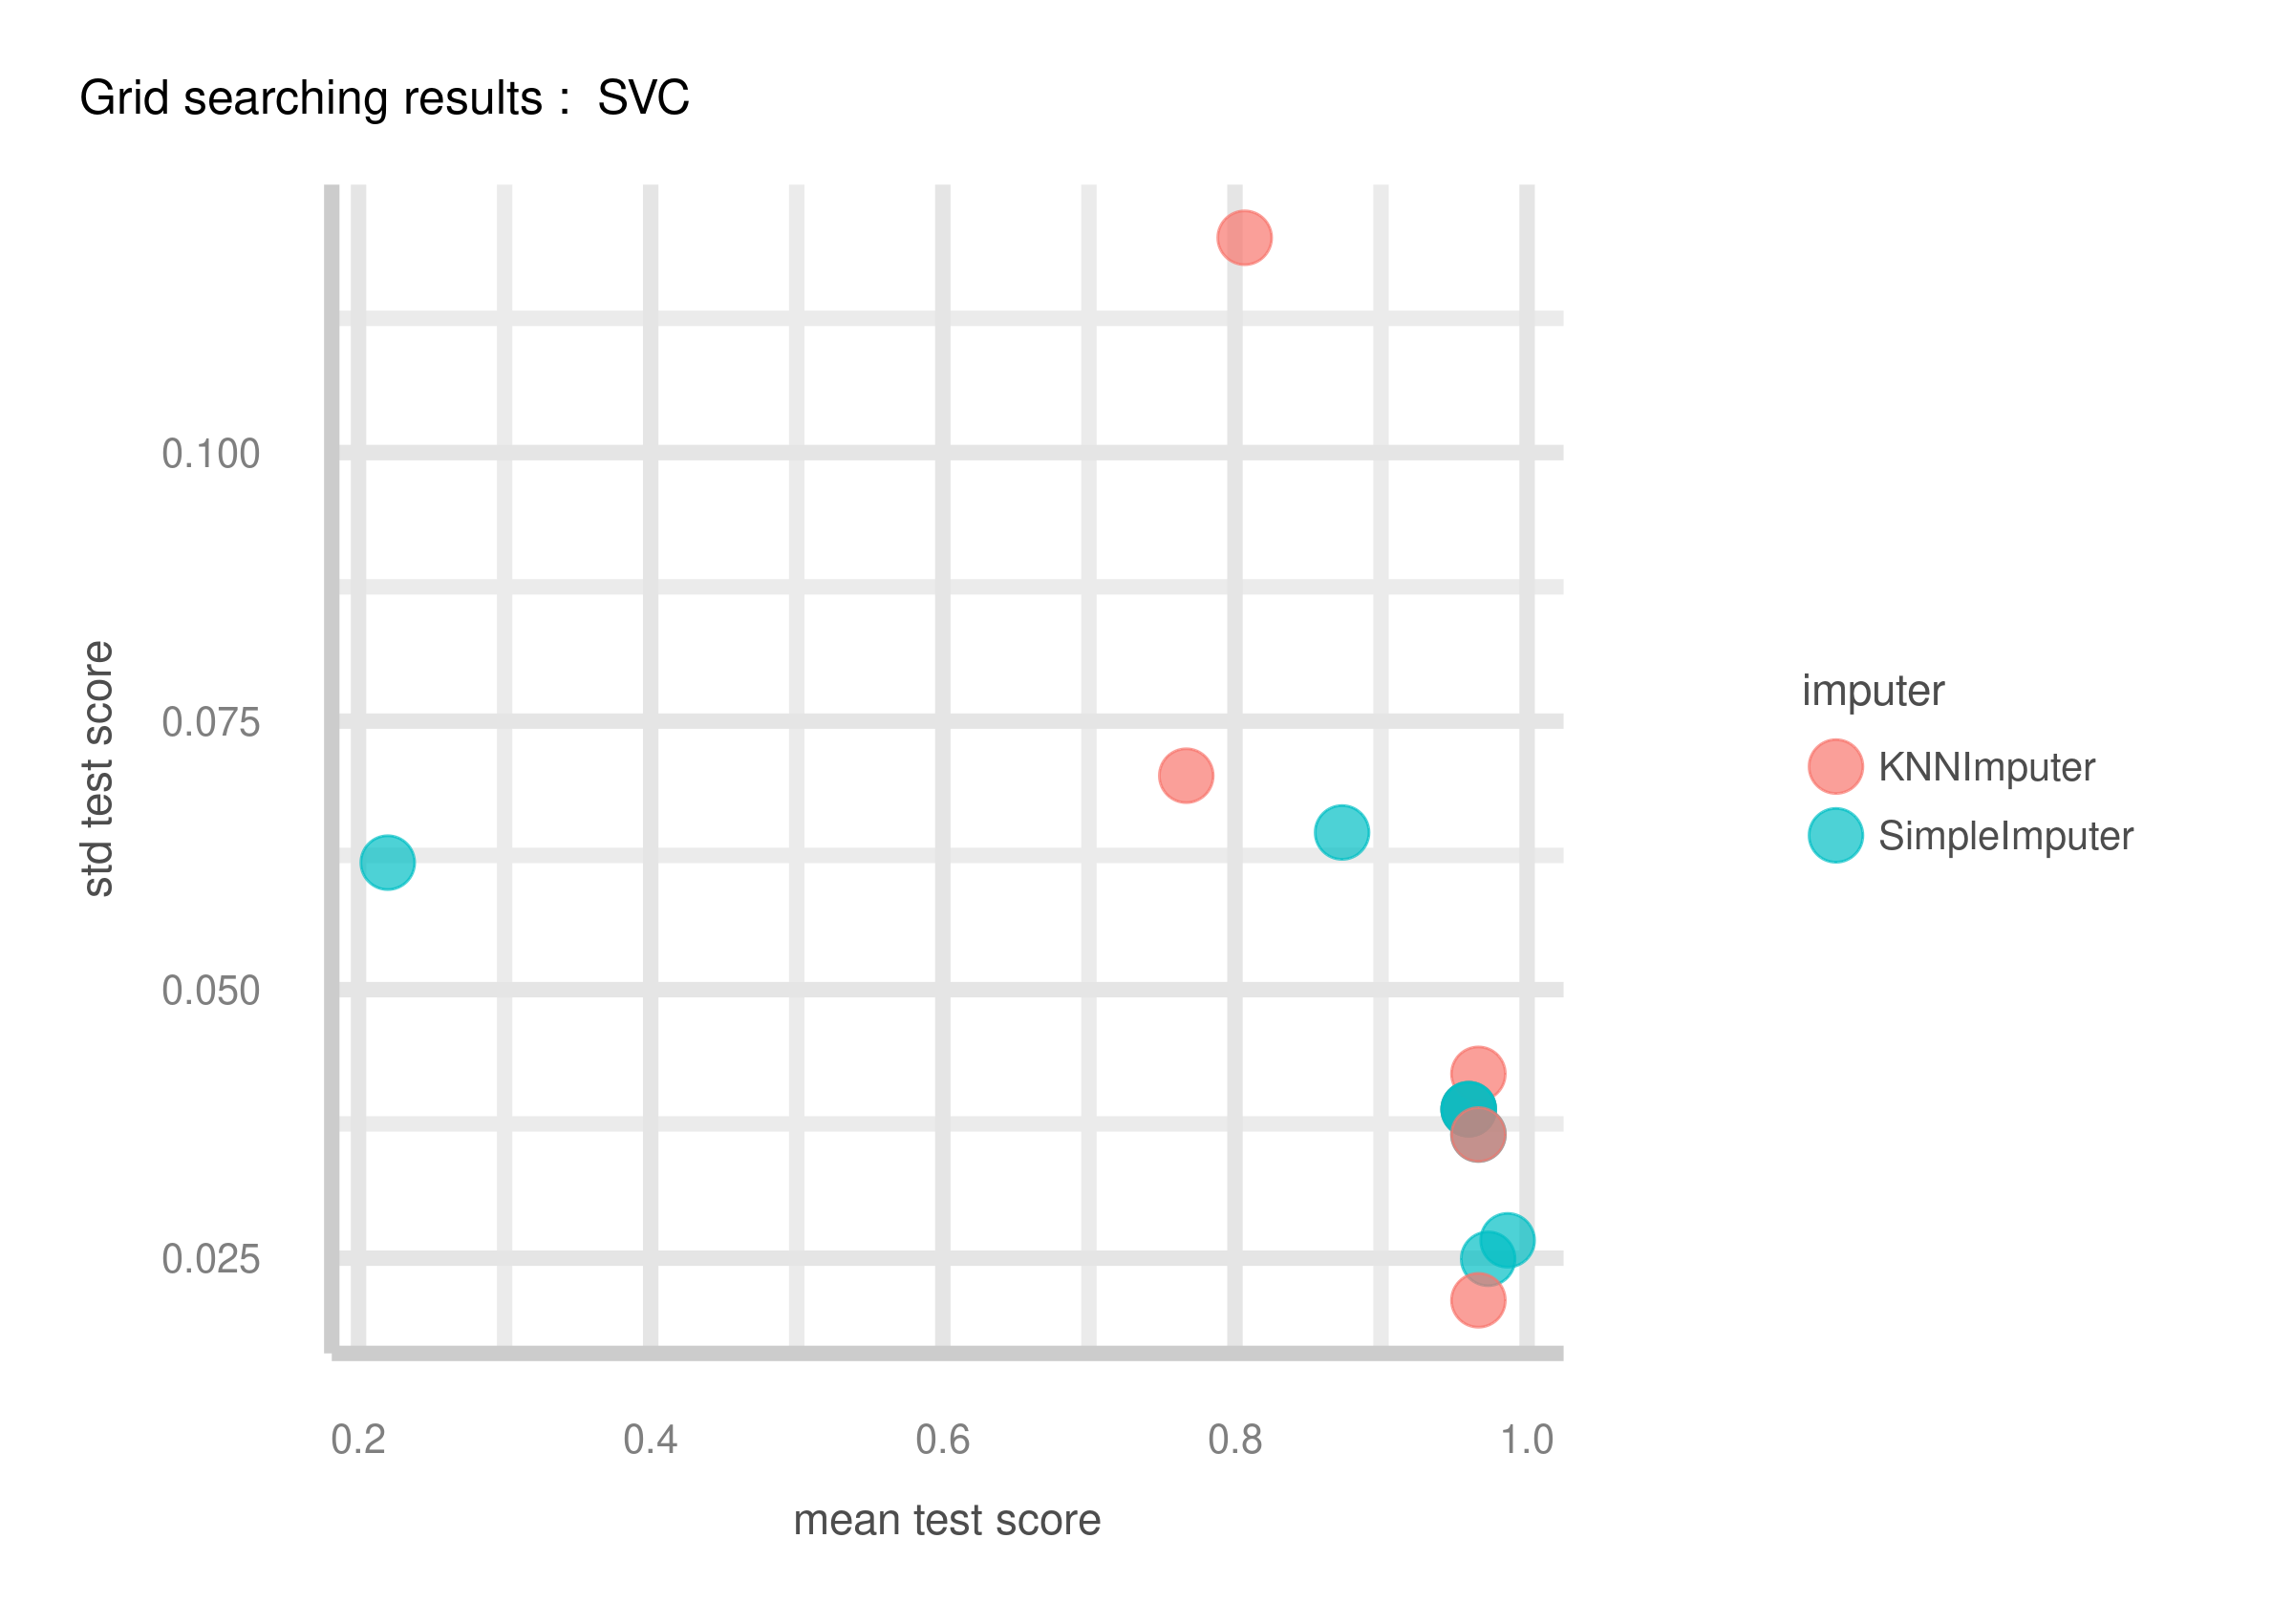 Grid searching results :  SVC
std test score
0.100
0.075
0.050
0.025
0.2
0.4
0.6
0.8
1.0
mean test score
imputer
KNNImputer
SimpleImputer